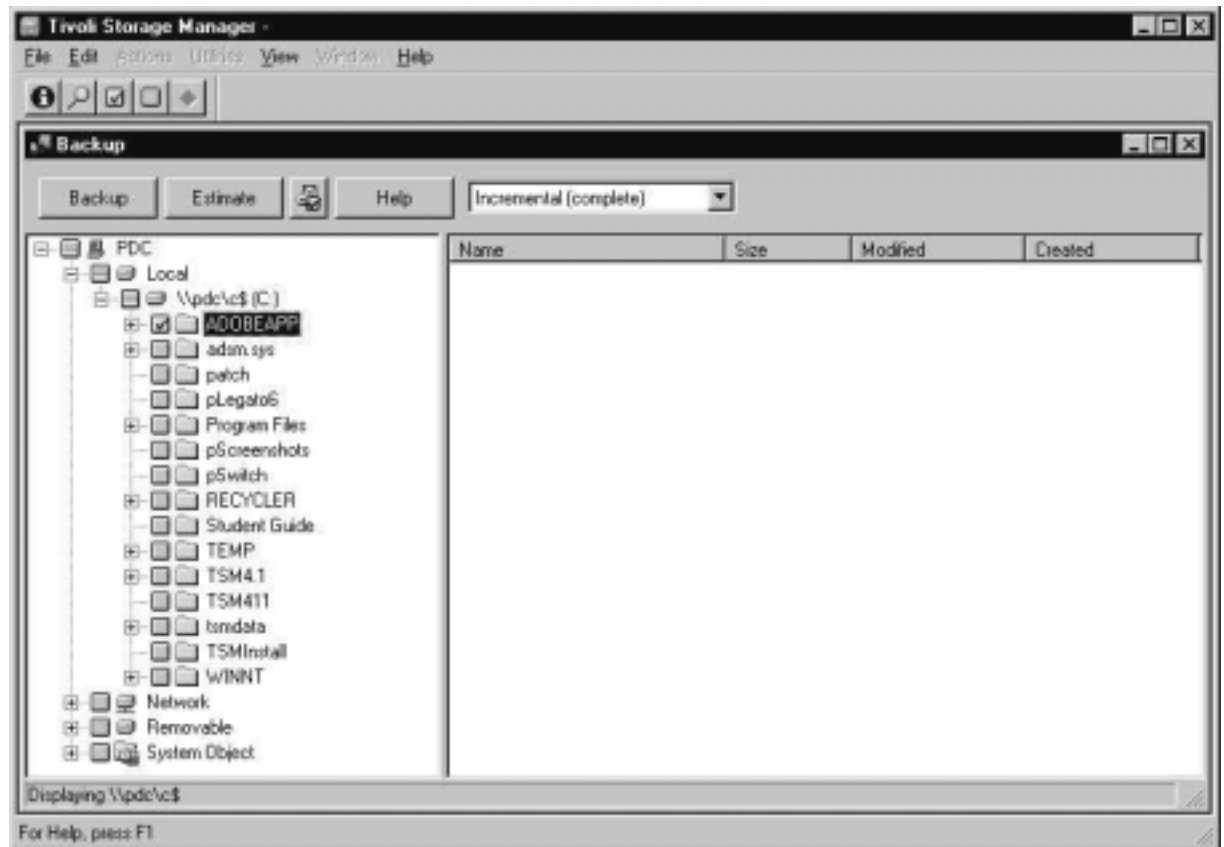 Tivoli Storage Manager -
File Edit Actions Utilities View Window Help
Backup
Backup Estimate Help Incremental (complete)
Name Size Modified Created
PDC
Local
\\pdc\c$ (C:)
ADOBEAPP
adsm.sys
patch
pLegato6
Program Files
pScreenshots
pSwitch
RECYCLER
Student Guide
TEMP
TSM4.1
TSM411
tsmdata
TSMInstall
WINNT
Network
Removable
System Object
Displaying \\pdc\c$
For Help, press F1